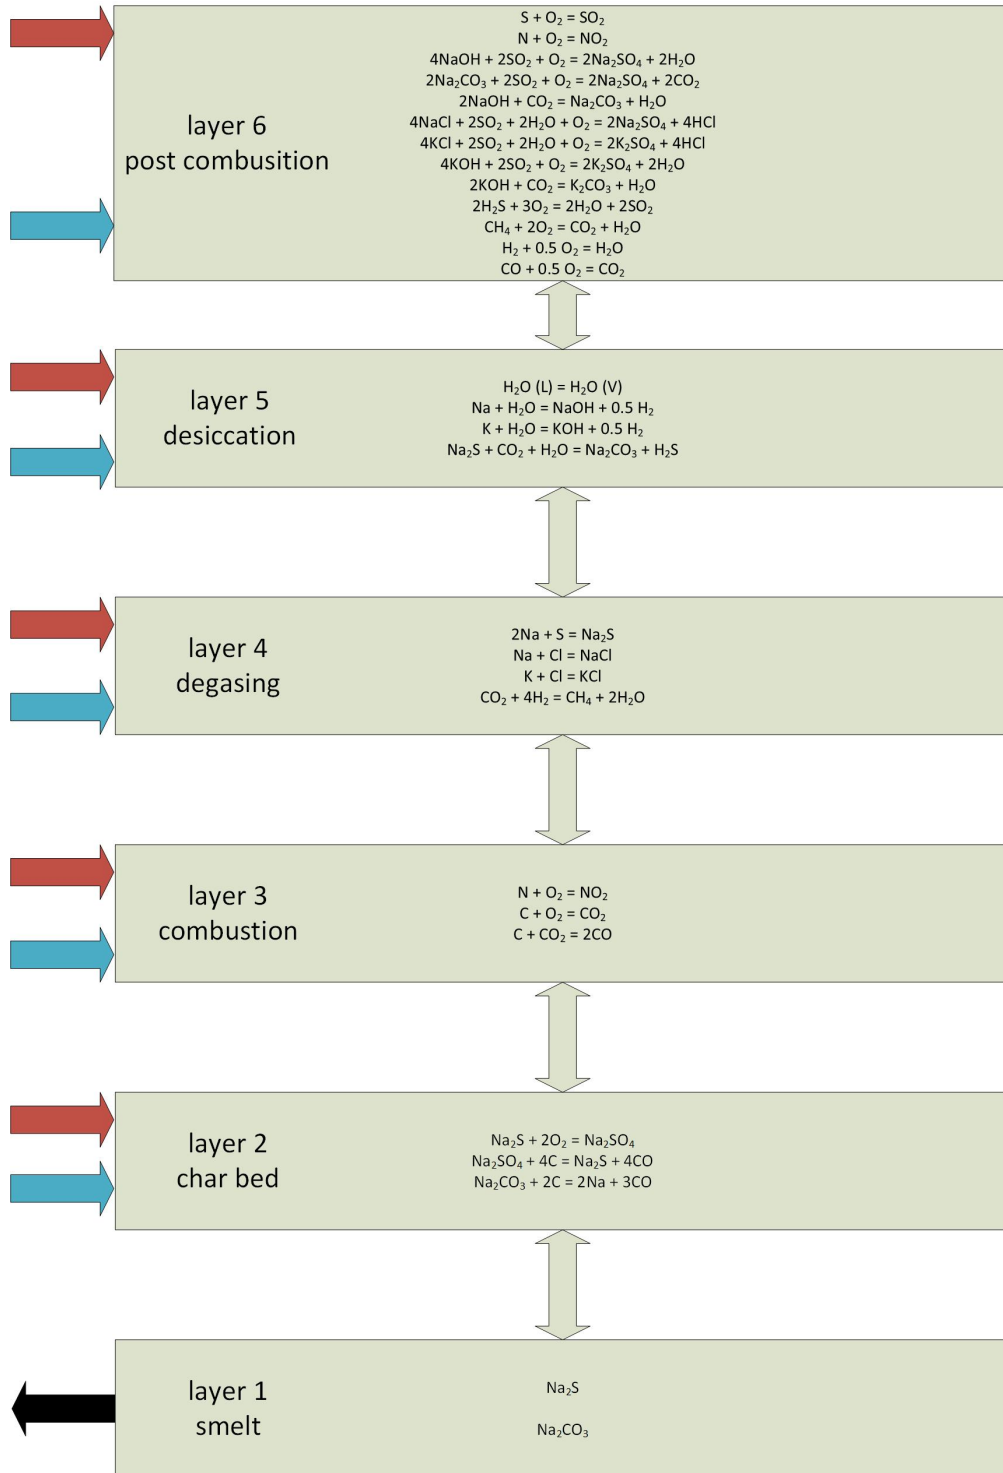 S + O₂ = SO₂
N + O₂ = NO₂
4NaOH + 2SO₂ + O₂ = 2Na₂SO₄ + 2H₂O
2Na₂CO₃ + 2SO₂ + O₂ = 2Na₂SO₄ + 2CO₂
2NaOH + CO₂ = Na₂CO₃ + H₂O
4NaCl + 2SO₂ + 2H₂O + O₂ = 2Na₂SO₄ + 4HCl
4KCl + 2SO₂ + 2H₂O + O₂ = 2K₂SO₄ + 4HCl
4KOH + 2SO₂ + O₂ = 2K₂SO₄ + 2H₂O
2KOH + CO₂ = K₂CO₃ + H₂O
2H₂S + 3O₂ = 2H₂O + 2SO₂
CH₄ + 2O₂ = CO₂ + H₂O
H₂ + 0.5 O₂ = H₂O
CO + 0.5 O₂ = CO₂
layer 6
post combusition
H₂O (L) = H₂O (V)
Na + H₂O = NaOH + 0.5 H₂
K + H₂O = KOH + 0.5 H₂
Na₂S + CO₂ + H₂O = Na₂CO₃ + H₂S
layer 5
desiccation
2Na + S = Na₂S
Na + Cl = NaCl
K + Cl = KCl
CO₂ + 4H₂ = CH₄ + 2H₂O
layer 4
degasing
N + O₂ = NO₂
C + O₂ = CO₂
C + CO₂ = 2CO
layer 3
combustion
Na₂S + 2O₂ = Na₂SO₄
Na₂SO₄ + 4C = Na₂S + 4CO
Na₂CO₃ + 2C = 2Na + 3CO
layer 2
char bed
Na₂S
Na₂CO₃
layer 1
smelt